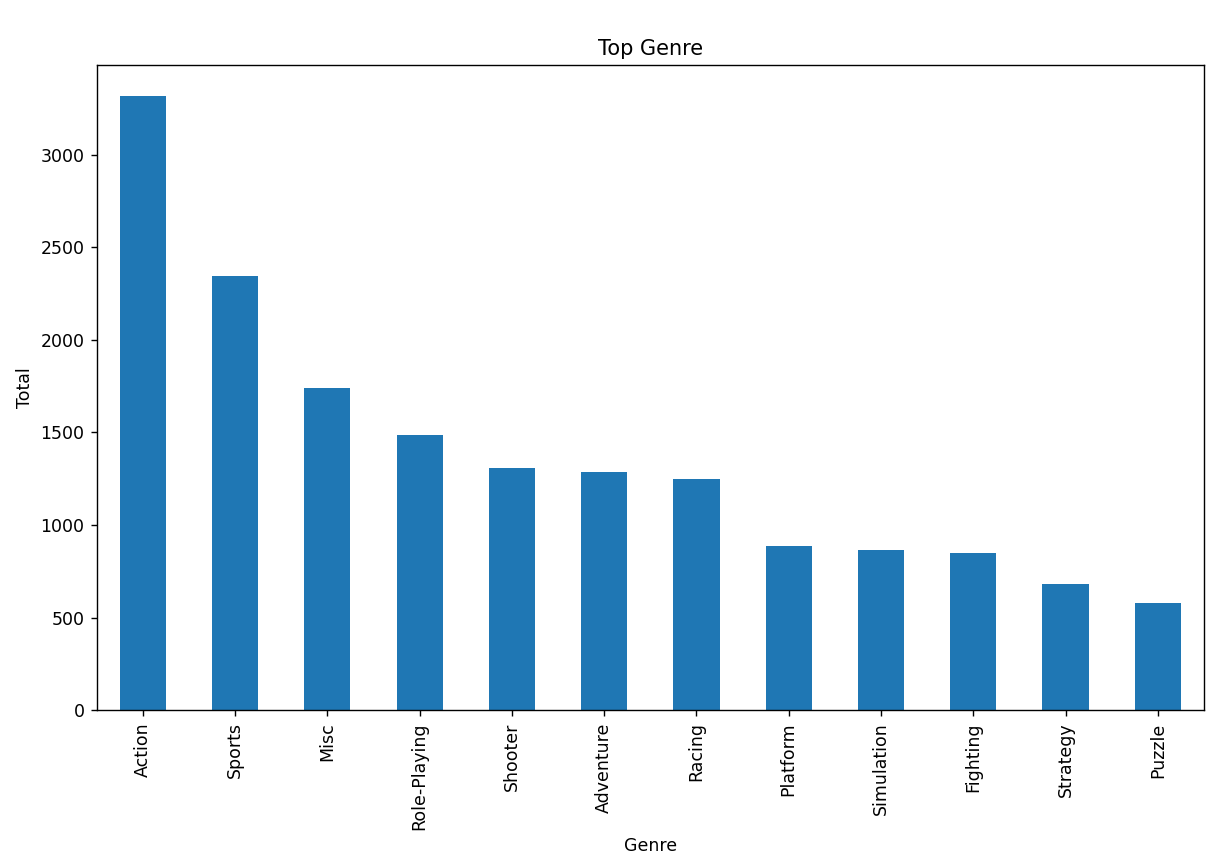 Top Genre
3000
2500
2000
1500
1000
500
0
Total
Action
Sports
Misc
Role-Playing
Shooter
Adventure
Racing
Platform
Simulation
Fighting
Strategy
Puzzle
Genre